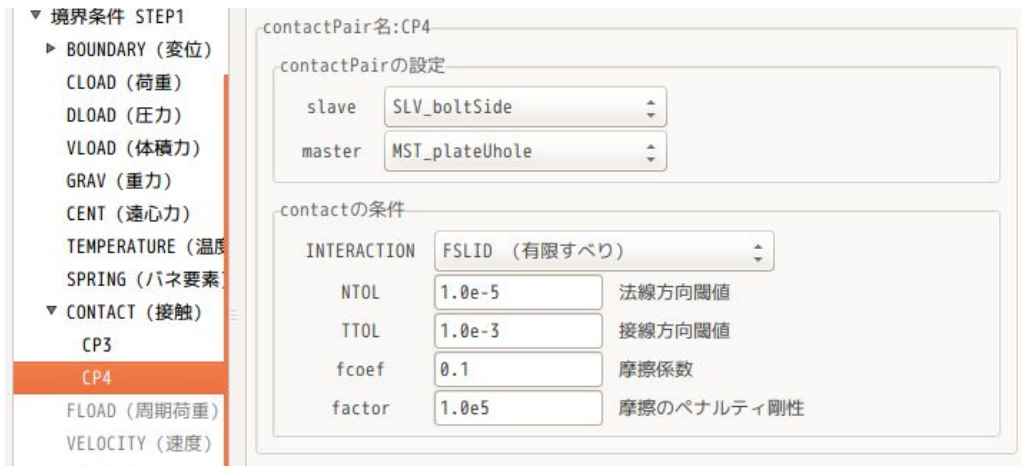 境界条件 STEP1
BOUNDARY (変位)
CLOAD (荷重)
DLOAD (圧力)
VLOAD (体積力)
GRAV (重力)
CENT (遠心力)
TEMPERATURE (温度
SPRING (バネ要素)
CONTACT (接触)
CP3
CP4
FLOAD (周期荷重)
VELOCITY (速度)
contactPair名:CP4
contactPairの設定
slave SLV_boltSide
master MST_plateUhole
contactの条件
INTERACTION FSLID (有限すべり)
NTOL 1.0e-5 法線方向閾値
TTOL 1.0e-3 接線方向閾値
fcoef 0.1 摩擦係数
factor 1.0e5 摩擦のペナルティ剛性